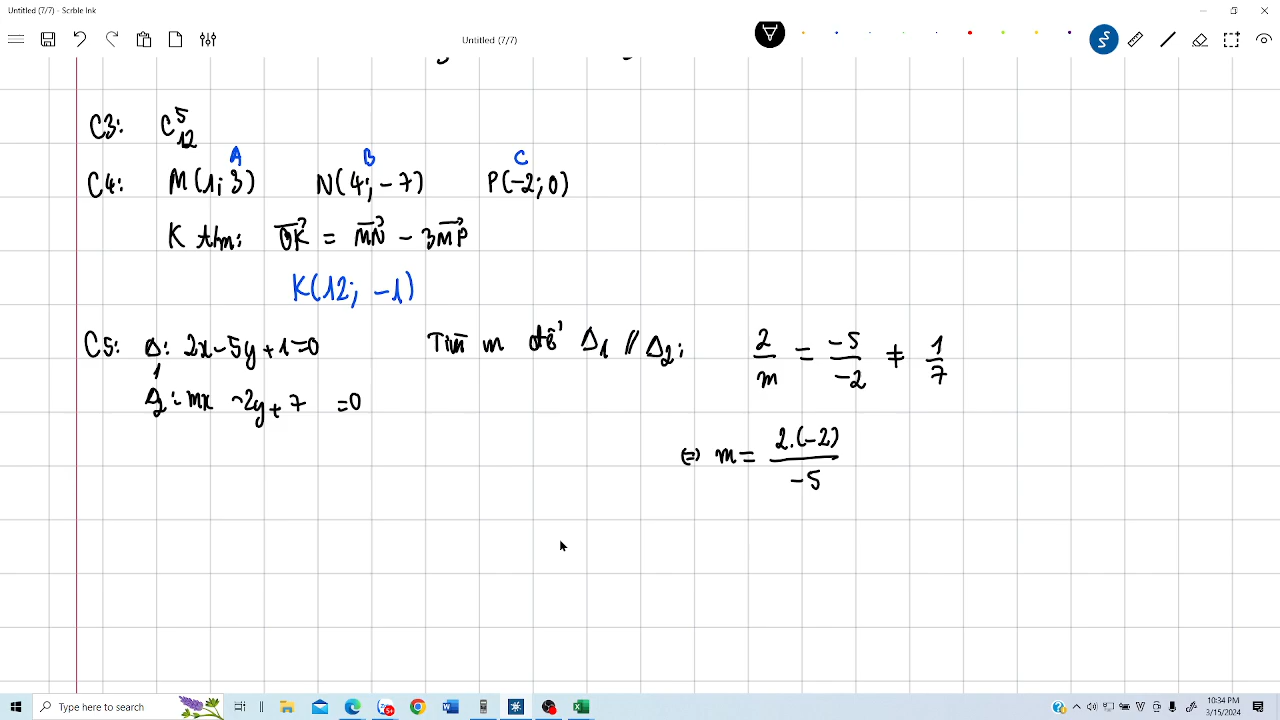 Untitled (7/7) - Scrble Ink
Untitled (7/7)
C3: C⁵₁₂
A B C
C4: M(1; 3) N(4; -7) P(-2; 0)
K thm: OK⃗ = MN⃗ - 3MP⃗
K(12; -1)
C5: Δ₁: 2x - 5y + 1 = 0 Tìm m để Δ₁ // Δ₂: 2/m = -5/-2 ≠ 1/7
Δ₂: mx - 2y + 7 = 0
⇔ m = 2.(-2)/-5
Type here to search
10:34 PM
3/15/2024